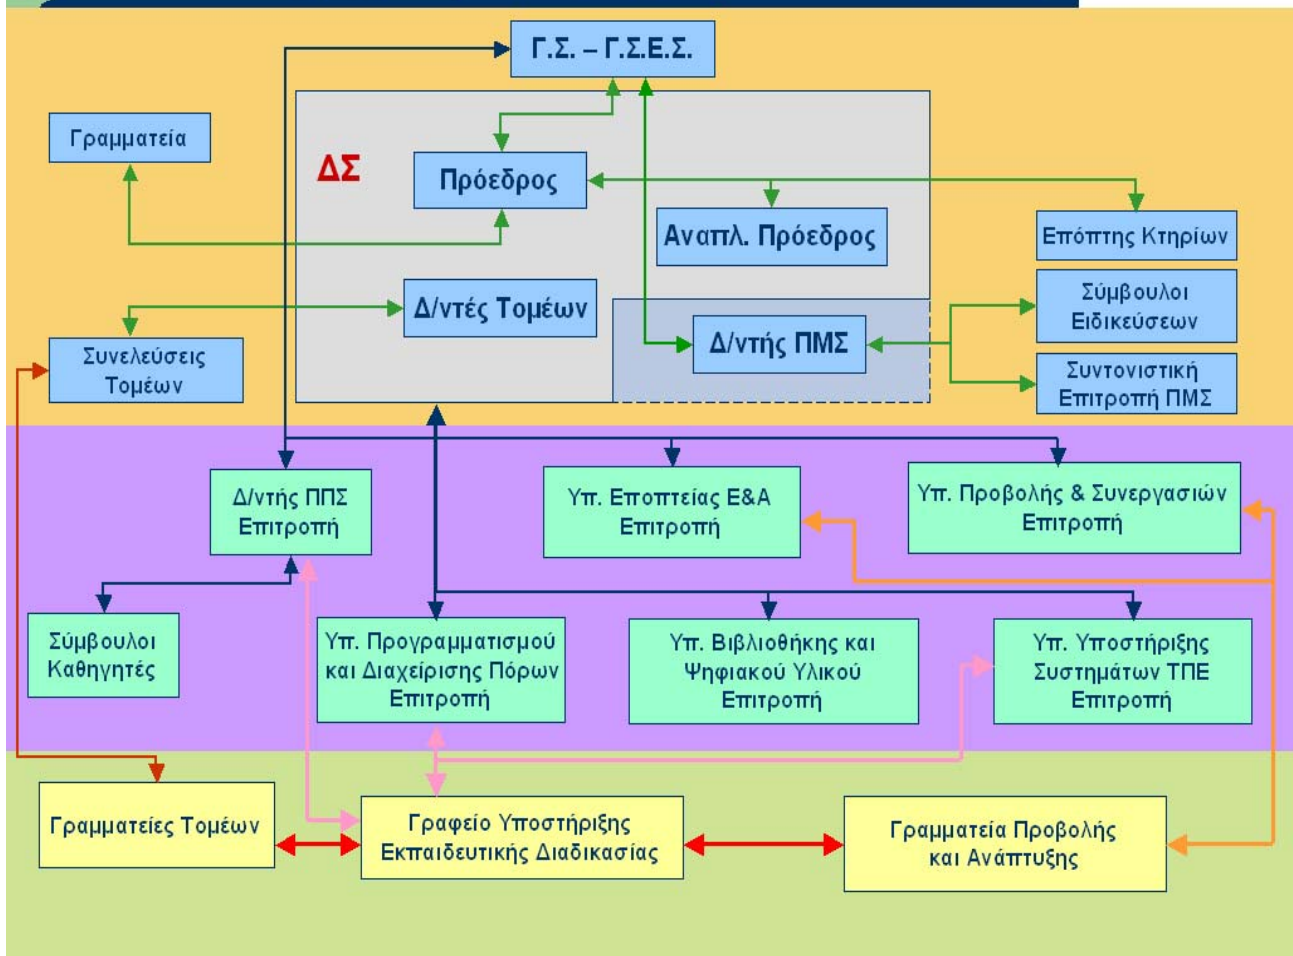 Γ.Σ. – Γ.Σ.Ε.Σ.
Γραμματεία
ΔΣ
Πρόεδρος
Αναπλ. Πρόεδρος
Επόπτης Κτηρίων
Δ/ντές Τομέων
Σύμβουλοι
Ειδικεύσεων
Συνελεύσεις
Τομέων
Δ/ντής ΠΜΣ
Συντονιστική
Επιτροπή ΠΜΣ
Δ/ντής ΠΠΣ
Επιτροπή
Υπ. Εποπτείας Ε&Α
Επιτροπή
Υπ. Προβολής & Συνεργασιών
Επιτροπή
Σύμβουλοι
Καθηγητές
Υπ. Προγραμματισμού
και Διαχείρισης Πόρων
Επιτροπή
Υπ. Βιβλιοθήκης και
Ψηφιακού Υλικού
Επιτροπή
Υπ. Υποστήριξης
Συστημάτων ΤΠΕ
Επιτροπή
Γραμματείες Τομέων
Γραφείο Υποστήριξης
Εκπαιδευτικής Διαδικασίας
Γραμματεία Προβολής
και Ανάπτυξης